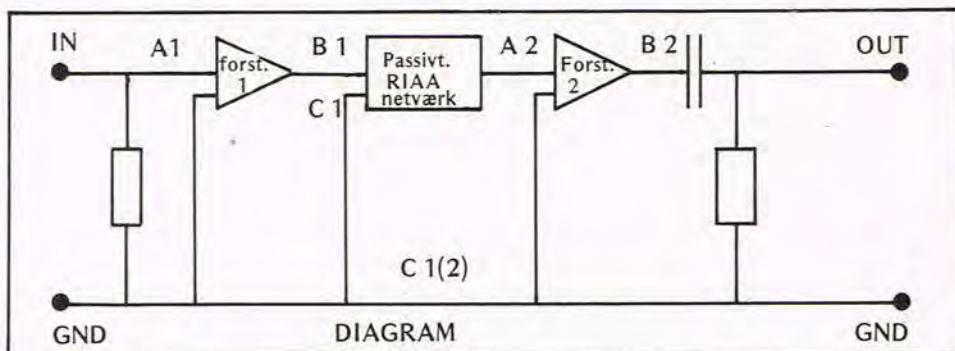 IN
A1
forst.
1
B 1
C 1
Passivt.
RIAA
netværk
A 2
Forst.
2
B 2
OUT
C 1(2)
GND
DIAGRAM
GND